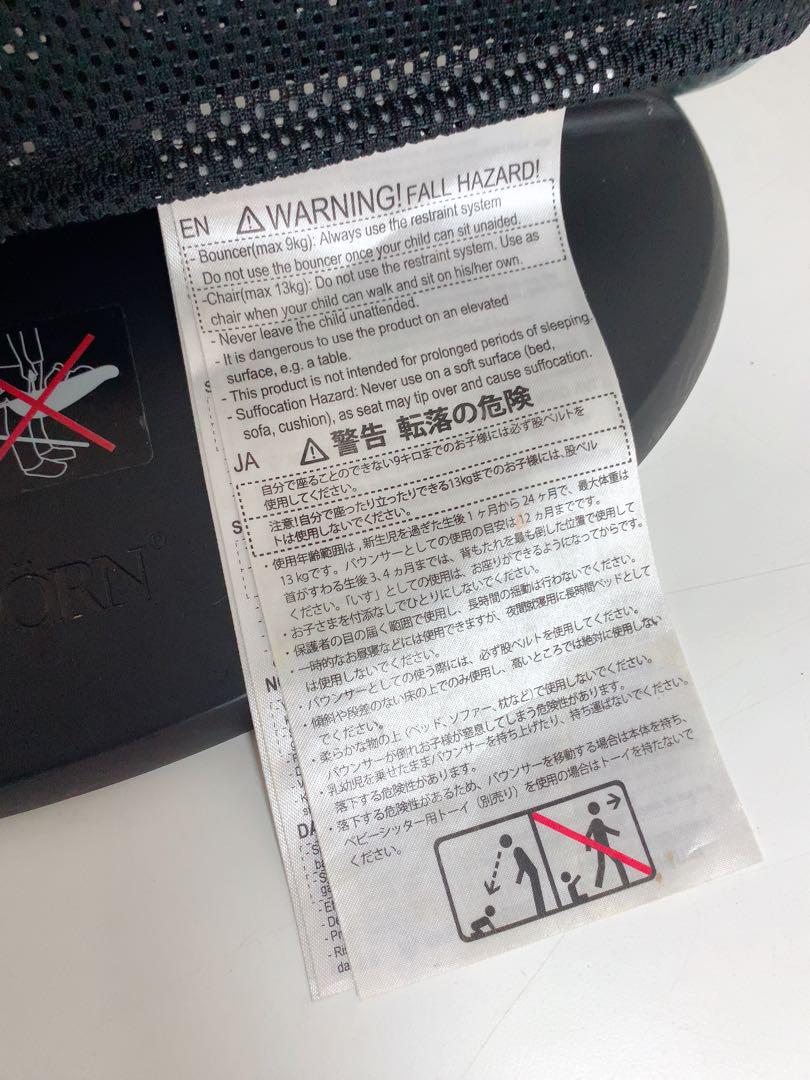 EN ⚠WARNING! FALL HAZARD!
- Bouncer(max 9kg): Always use the restraint system
Do not use the bouncer once your child can sit unaided.
-Chair(max 13kg): Do not use the restraint system. Use as
chair when your child can walk and sit on his/her own.
- Never leave the child unattended.
- It is dangerous to use the product on an elevated
surface, e.g. a table.
- This product is not intended for prolonged periods of sleeping.
- Suffocation Hazard: Never use on a soft surface (bed,
sofa, cushion), as seat may tip over and cause suffocation.
JA ⚠警告 転落の危険
自分で座ることのできない9キロまでのお子様には必ず股ベルトを
使用してください。
注意!自分で座ったり立ったりできる13kgまでのお子様には、股ベル
トは使用しないでください。
・使用年齢範囲は、新生児を過ぎた生後1ヶ月から24ヶ月で、最大体重は
13kgです。バウンサーとしての使用の目安は12ヵ月までです。
首がすわる生後3、4ヵ月までは、背もたれを最も倒した位置で使用して
ください。「いす」としての使用は、お座りができるようになってからです。
・お子さまを付添なしでひとりにしないでください。
・保護者の目の届く範囲で使用し、長時間の揺動は行わないでください。
・一時的なお昼寝などには使用できますが、夜間就寝用に長時間ベッドとして
は使用しないでください。
・バウンサーとしての使う際には、必ず股ベルトを使用してください。
・傾斜や段差のない床の上でのみ使用し、高いところでは絶対に使用しない
でください。
・柔らかな物の上(ベッド、ソファー、枕など)で使用しないでください。
バウンサーが倒れお子様が窒息してしまう危険性があります。
・乳幼児を乗せたままバウンサーを持ち上げたり、持ち運ばないでください。
落下する危険性があります。
・落下する危険性があるため、バウンサーを移動する場合は本体を持ち、
ベビーシッター用トーイ(別売り)を使用の場合はトーイを持たないで
ください。
ÖRN®